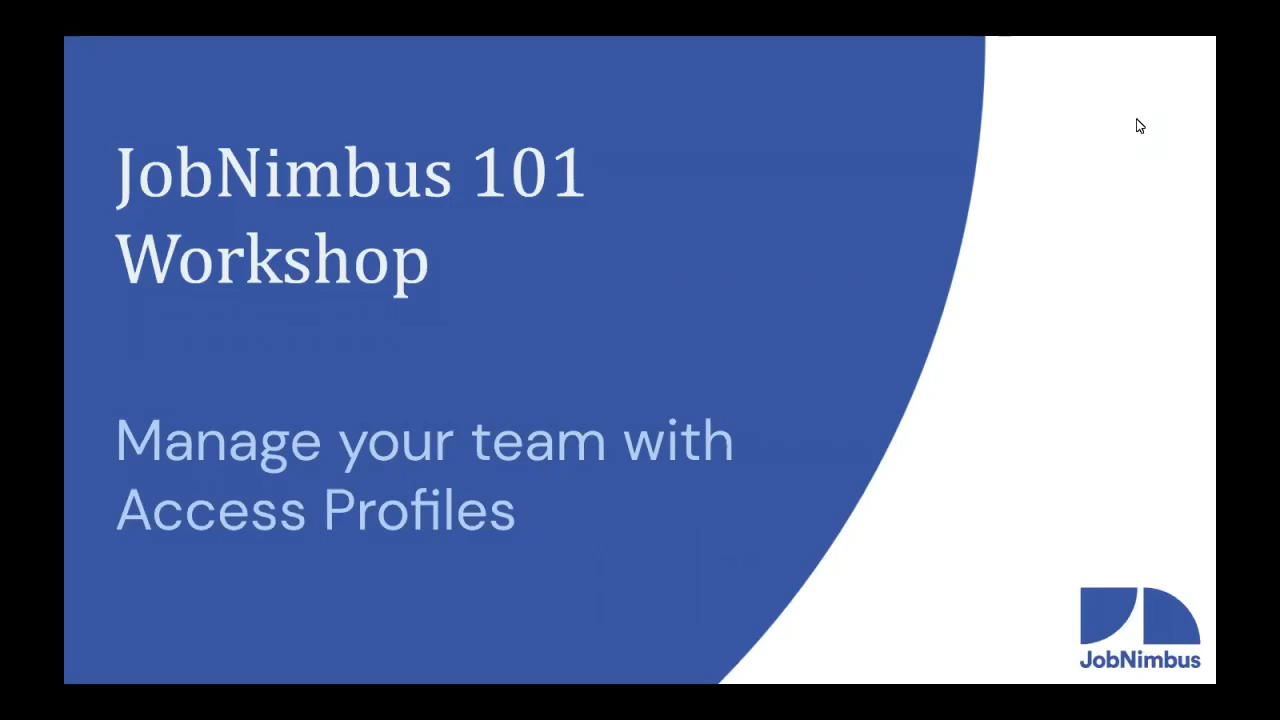 JobNimbus 101
Workshop
Manage your team with
Access Profiles
JobNimbus